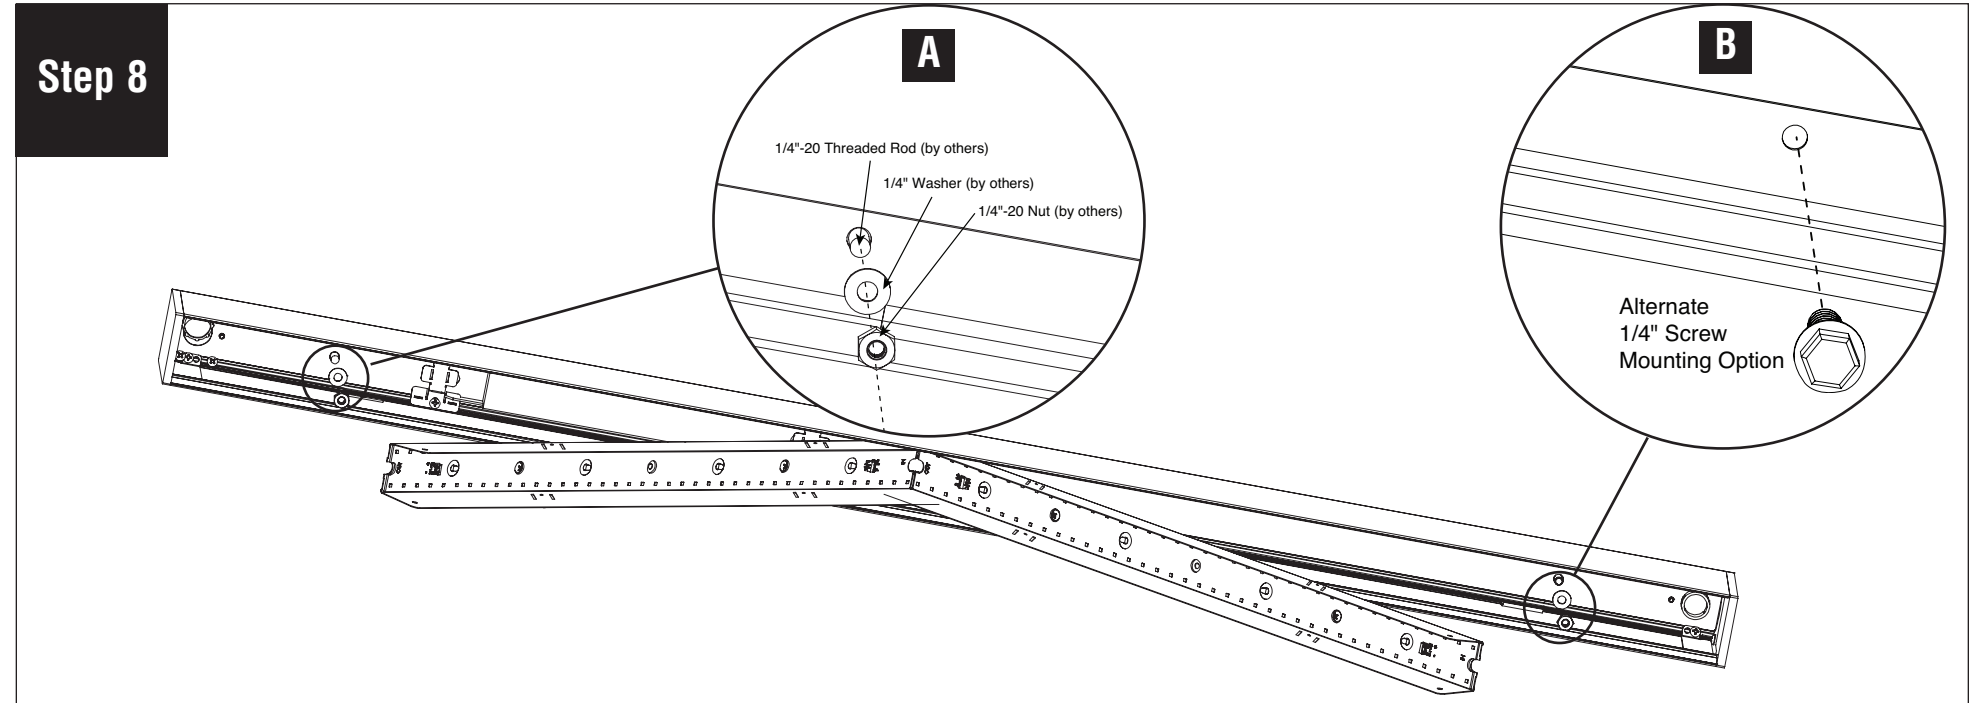 Step 8
A
1/4"-20 Threaded Rod (by others)
1/4" Washer (by others)
1/4"-20 Nut (by others)
B
Alternate
1/4" Screw
Mounting Option